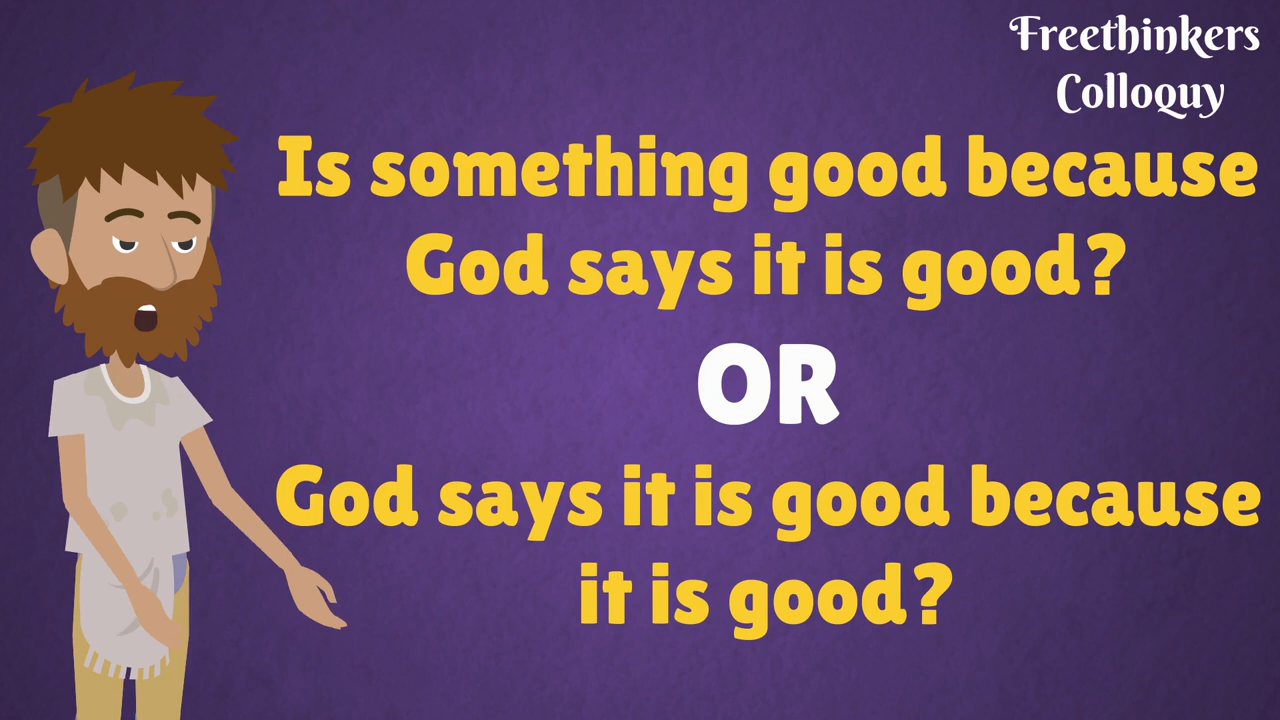 Freethinkers
Colloquy
Is something good because
God says it is good?
OR
God says it is good because
it is good?